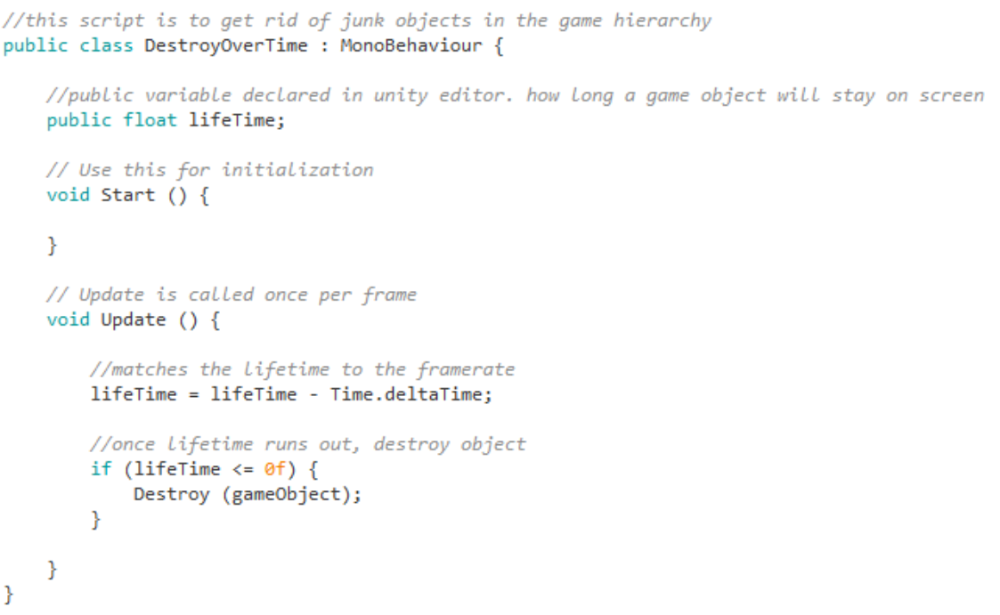 //this script is to get rid of junk objects in the game hierarchy
public class DestroyOverTime : MonoBehaviour {
//public variable declared in unity editor. how long a game object will stay on screen
public float lifeTime;
// Use this for initialization
void Start () {
}
// Update is called once per frame
void Update () {
//matches the lifetime to the framerate
lifeTime = lifeTime - Time.deltaTime;
//once lifetime runs out, destroy object
if (lifeTime <= 0f) {
Destroy (gameObject);
}
}
}